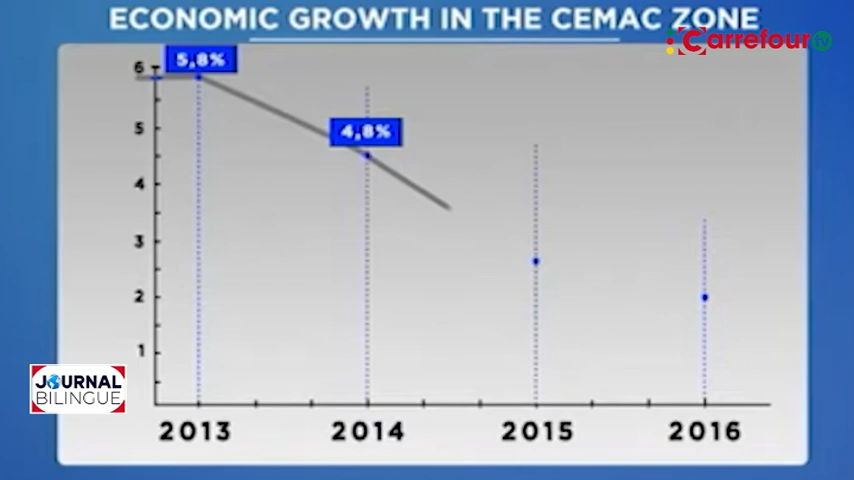 ECONOMIC GROWTH IN THE CEMAC ZONE
Carrefourtv
5,8%
6
5
4,8%
4
3
2
1
JOURNAL
BILINGUE
2013 2014 2015 2016